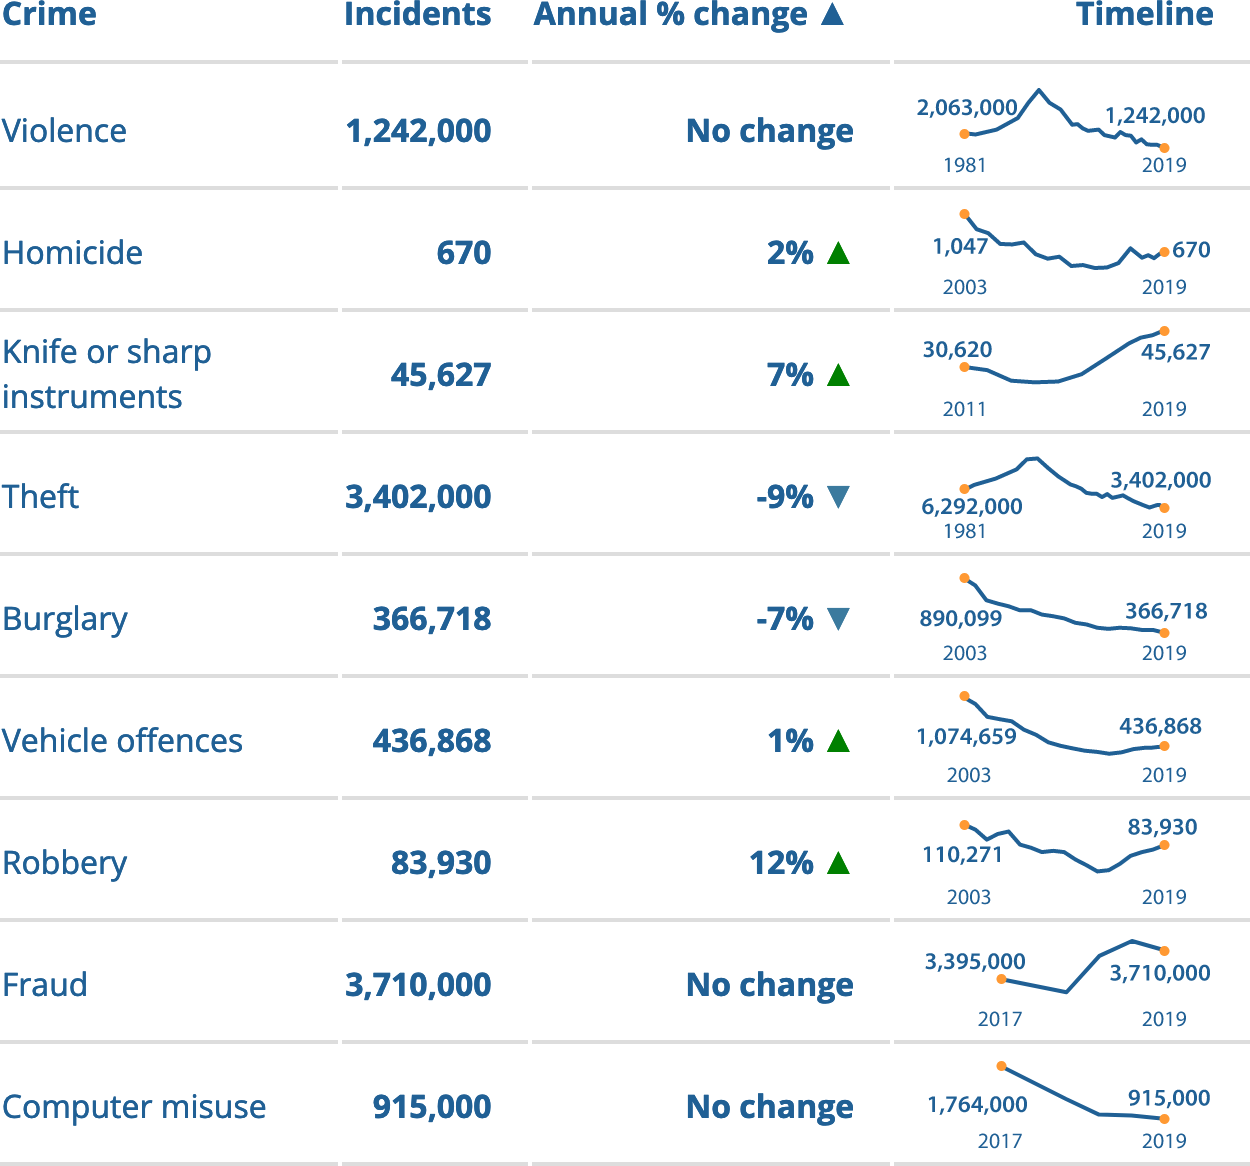 Crime Incidents Annual % change ▲ Timeline
Violence 1,242,000 No change 2,063,000 1,242,000
1981 2019
Homicide 670 2% ▲ 1,047 670
2003 2019
Knife or sharp
instruments 45,627 7% ▲ 30,620 45,627
2011 2019
Theft 3,402,000 -9% ▼ 6,292,000 3,402,000
1981 2019
Burglary 366,718 -7% ▼ 890,099 366,718
2003 2019
Vehicle offences 436,868 1% ▲ 1,074,659 436,868
2003 2019
Robbery 83,930 12% ▲ 110,271 83,930
2003 2019
Fraud 3,710,000 No change 3,395,000 3,710,000
2017 2019
Computer misuse 915,000 No change 1,764,000 915,000
2017 2019